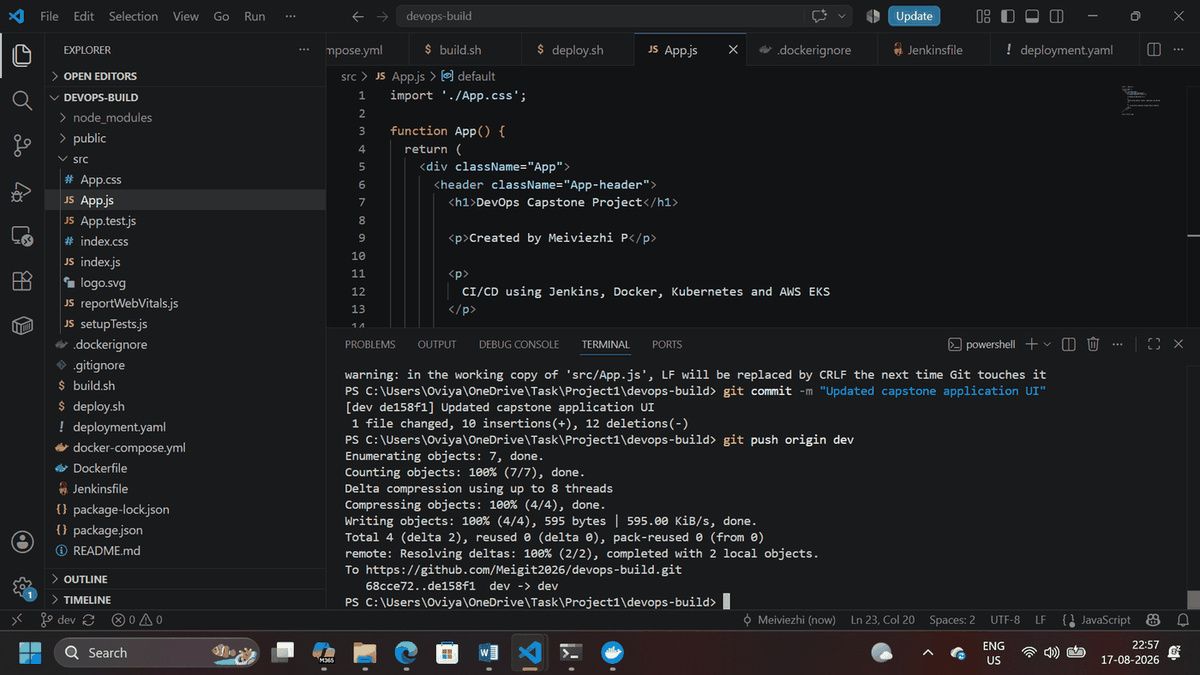 File Edit Selection View Go Run ··· devops-build Update
EXPLORER ···
OPEN EDITORS
DEVOPS-BUILD
node_modules
public
src
# App.css
JS App.js
JS App.test.js
# index.css
JS index.js
logo.svg
JS reportWebVitals.js
JS setupTests.js
.dockerignore
.gitignore
$ build.sh
$ deploy.sh
! deployment.yaml
docker-compose.yml
Dockerfile
Jenkinsfile
{} package-lock.json
{} package.json
README.md
OUTLINE
TIMELINE
1
mpose.yml $ build.sh $ deploy.sh JS App.js .dockerignore Jenkinsfile ! deployment.yaml ···
src > JS App.js > default
1 import './App.css';
2
3 function App() {
4 return (
5 <div className="App">
6 <header className="App-header">
7 <h1>DevOps Capstone Project</h1>
8
9 <p>Created by Meiviezhi P</p>
10
11 <p>
12 CI/CD using Jenkins, Docker, Kubernetes and AWS EKS
13 </p>
14
PROBLEMS OUTPUT DEBUG CONSOLE TERMINAL PORTS powershell ···
warning: in the working copy of 'src/App.js', LF will be replaced by CRLF the next time Git touches it
PS C:\Users\Oviya\OneDrive\Task\Project1\devops-build> git commit -m "Updated capstone application UI"
[dev de158f1] Updated capstone application UI
1 file changed, 10 insertions(+), 12 deletions(-)
PS C:\Users\Oviya\OneDrive\Task\Project1\devops-build> git push origin dev
Enumerating objects: 7, done.
Counting objects: 100% (7/7), done.
Delta compression using up to 8 threads
Compressing objects: 100% (4/4), done.
Writing objects: 100% (4/4), 595 bytes | 595.00 KiB/s, done.
Total 4 (delta 2), reused 0 (delta 0), pack-reused 0 (from 0)
remote: Resolving deltas: 100% (2/2), completed with 2 local objects.
To https://github.com/Meigit2026/devops-build.git
68cce72..de158f1 dev -> dev
PS C:\Users\Oviya\OneDrive\Task\Project1\devops-build>
dev 0 0 Meiviezhi (now) Ln 23, Col 20 Spaces: 2 UTF-8 LF {} JavaScript
Search M365 ENG US 22:57
17-08-2026